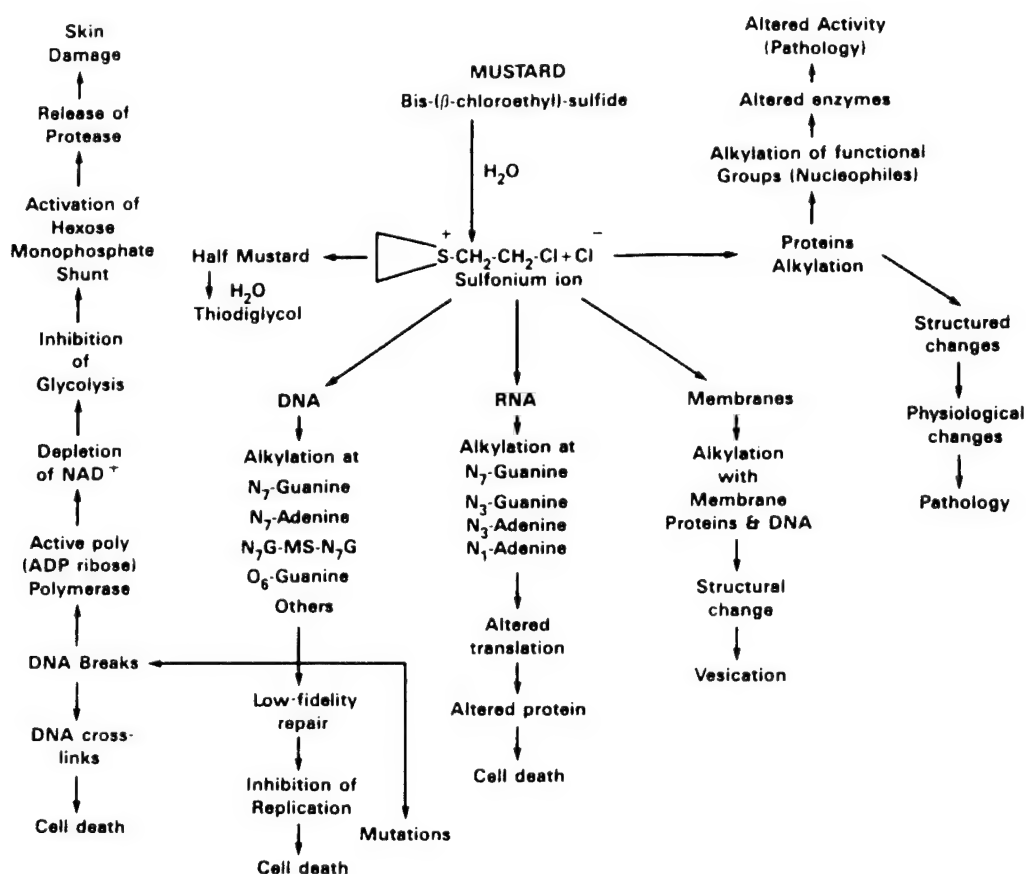 Skin
Damage
Release of
Protease
Activation of
Hexose
Monophosphate
Shunt
Inhibition
of
Glycolysis
Depletion
of NAD⁺
Active poly
(ADP ribose)
Polymerase
DNA Breaks
DNA cross-
links
Cell death
MUSTARD
Bis-(β-chloroethyl)-sulfide
H₂O
Half Mustard
H₂O
Thiodiglycol
+ −
S-CH₂-CH₂-Cl + Cl
Sulfonium ion
DNA
Alkylation at
N₇-Guanine
N₇-Adenine
N₇G-MS-N₇G
O₆-Guanine
Others
Low-fidelity
repair
Inhibition of
Replication
Cell death
Mutations
RNA
Alkylation at
N₇-Guanine
N₃-Guanine
N₃-Adenine
N₁-Adenine
Altered
translation
Altered protein
Cell death
Membranes
Alkylation
with
Membrane
Proteins & DNA
Structural
change
Vesication
Altered Activity
(Pathology)
Altered enzymes
Alkylation of functional
Groups (Nucleophiles)
Proteins
Alkylation
Structured
changes
Physiological
changes
Pathology